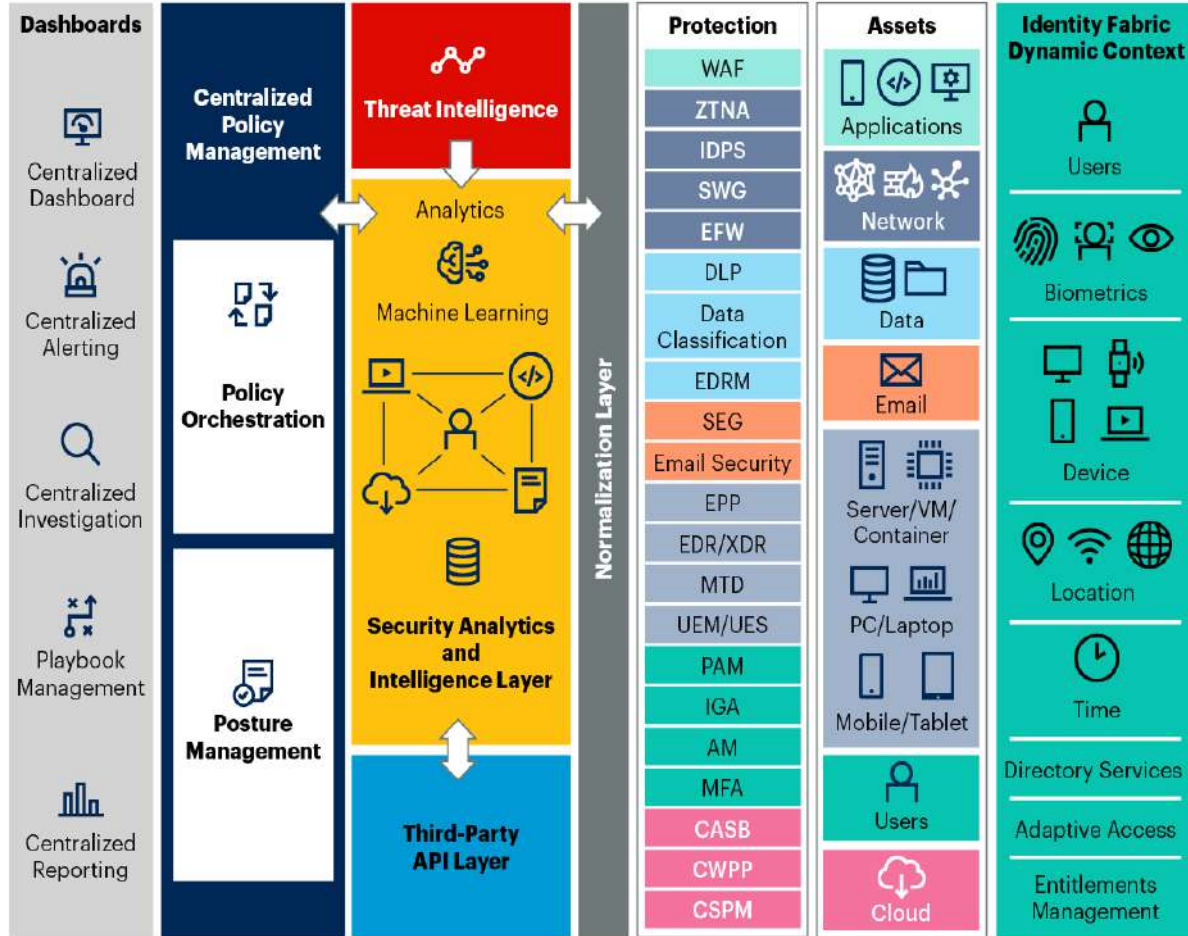 Dashboards
Centralized
Dashboard
Centralized
Alerting
Centralized
Investigation
Playbook
Management
Centralized
Reporting
Centralized
Policy
Management
Policy
Orchestration
Posture
Management
Threat Intelligence
Analytics
Machine Learning
Security Analytics
and
Intelligence Layer
Third-Party
API Layer
Normalization Layer
Protection
WAF
ZTNA
IDPS
SWG
EFW
DLP
Data
Classification
EDRM
SEG
Email Security
EPP
EDR/XDR
MTD
UEM/UES
PAM
IGA
AM
MFA
CASB
CWPP
CSPM
Assets
Applications
Network
Data
Email
Server/VM/
Container
PC/Laptop
Mobile/Tablet
Users
Cloud
Identity Fabric
Dynamic Context
Users
Biometrics
Device
Location
Time
Directory Services
Adaptive Access
Entitlements
Management